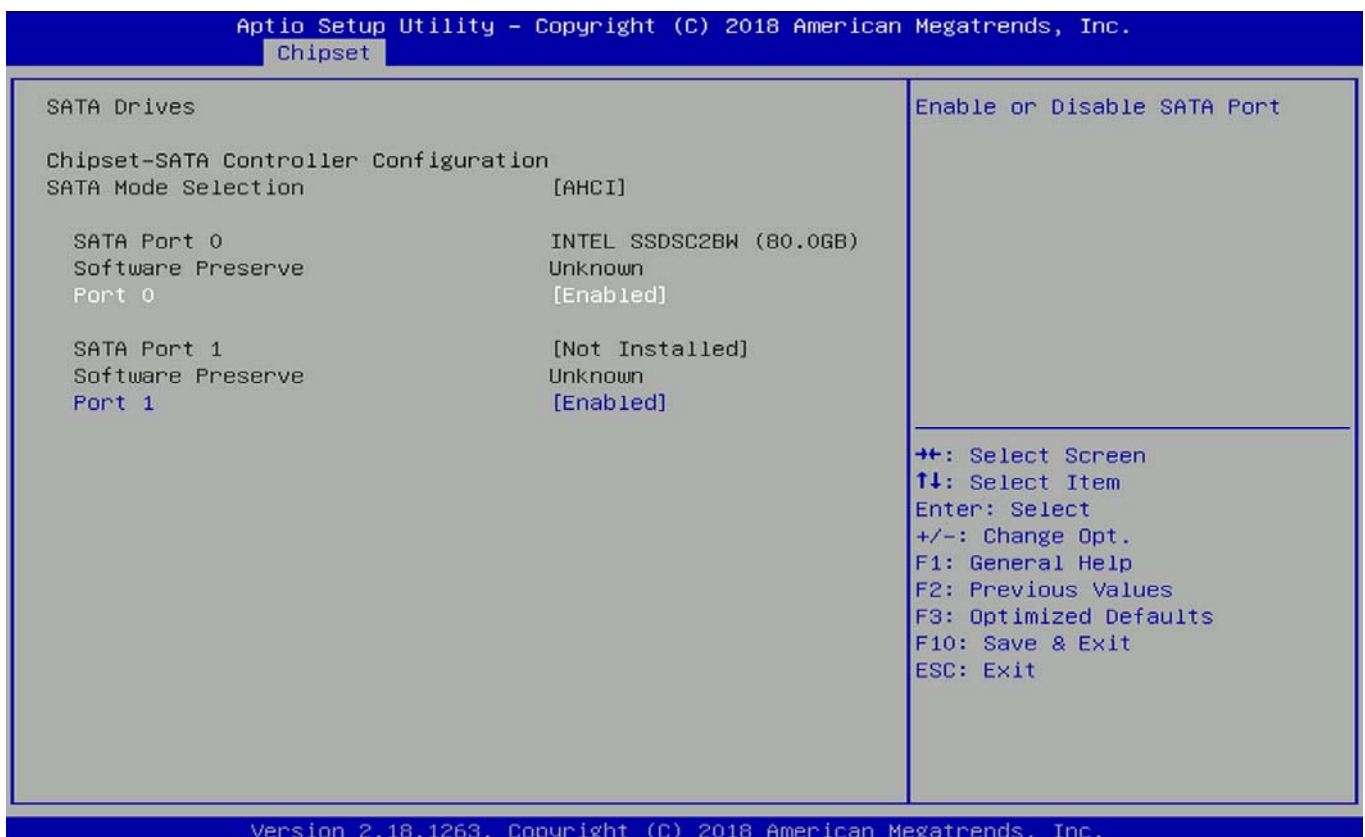 Aptio Setup Utility – Copyright (C) 2018 American Megatrends, Inc.
Chipset
SATA Drives
Chipset-SATA Controller Configuration
SATA Mode Selection [AHCI]
SATA Port 0 INTEL SSDSC2BW (80.0GB)
Software Preserve Unknown
Port 0 [Enabled]
SATA Port 1 [Not Installed]
Software Preserve Unknown
Port 1 [Enabled]
Enable or Disable SATA Port
→←: Select Screen
↑↓: Select Item
Enter: Select
+/-: Change Opt.
F1: General Help
F2: Previous Values
F3: Optimized Defaults
F10: Save & Exit
ESC: Exit
Version 2.18.1263. Copyright (C) 2018 American Megatrends, Inc.